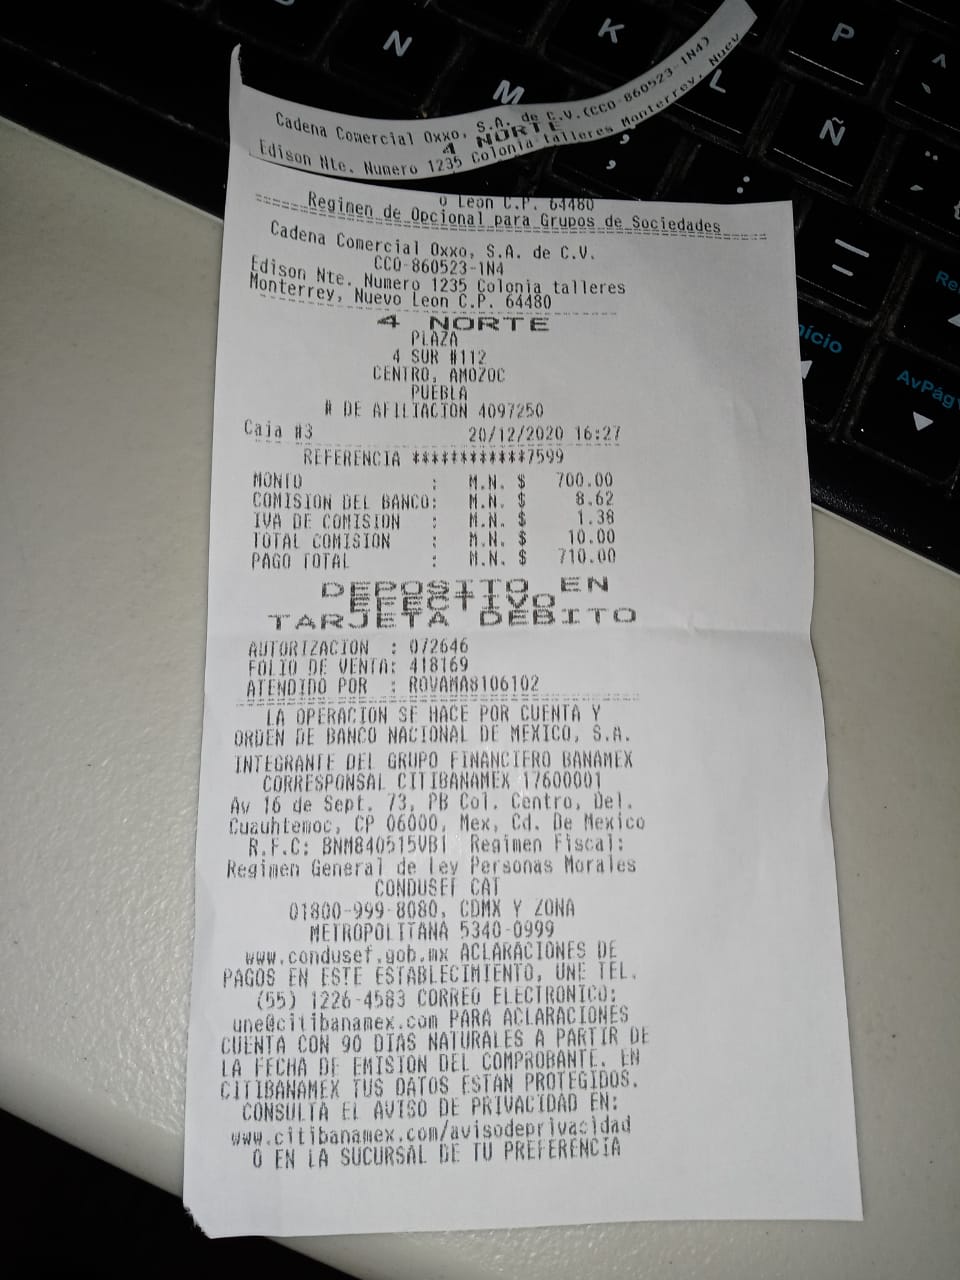 Cadena Comercial Oxxo, S.A. de C.V.(CCO-860523-1N4)
4 NORTE
Edison Nte. Numero 1235 Colonia talleres Monterrey, Nuev
o Leon C.P. 64480
Regimen de Opcional para Grupos de Sociedades
Cadena Comercial Oxxo, S.A. de C.V.
CCO-860523-1N4
Edison Nte. Numero 1235 Colonia talleres
Monterrey, Nuevo Leon C.P. 64480
4 NORTE
PLAZA
4 SUR #112
CENTRO, AMOZOC
PUEBLA
# DE AFILIACION 4097250
Caja #3 20/12/2020 16:27
REFERENCIA ************7599
MONTO : M.N. $ 700.00
COMISION DEL BANCO: M.N. $ 8.62
IVA DE COMISION : M.N. $ 1.38
TOTAL COMISION : M.N. $ 10.00
PAGO TOTAL : M.N. $ 710.00
DEPOSITO EN
EFECTIVO
TARJETA DEBITO
AUTORIZACION : 072646
FOLIO DE VENTA: 418169
ATENDIDO POR : ROVAMA8106102
LA OPERACION SE HACE POR CUENTA Y
ORDEN DE BANCO NACIONAL DE MEXICO, S.A.
INTEGRANTE DEL GRUPO FINANCIERO BANAMEX
CORRESPONSAL CITIBANAMEX 17600001
Av 16 de Sept. 73, PB Col. Centro, Del.
Cuauhtemoc, CP 06000, Mex, Cd. De Mexico
R.F.C: BNM840515VB1 Regimen Fiscal:
Regimen General de Ley Personas Morales
CONDUSEF CAT
01800-999-8080, CDMX Y ZONA
METROPOLITANA 5340-0999
www.condusef.gob.mx ACLARACIONES DE
PAGOS EN ESTE ESTABLECIMIENTO, UNE TEL.
(55) 1226-4583 CORREO ELECTRONICO:
une@citibanamex.com PARA ACLARACIONES
CUENTA CON 90 DIAS NATURALES A PARTIR DE
LA FECHA DE EMISION DEL COMPROBANTE. EN
CITIBANAMEX TUS DATOS ESTAN PROTEGIDOS.
CONSULTA EL AVISO DE PRIVACIDAD EN:
www.citibanamex.com/avisodeprivacidad
O EN LA SUCURSAL DE TU PREFERENCIA
N
K
P
M
L
Ñ
Inicio
AvPág